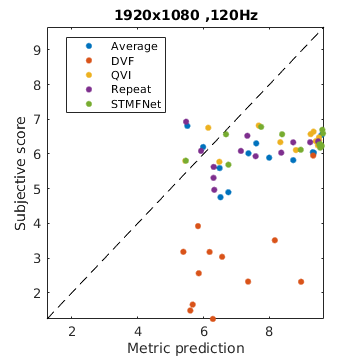 1920x1080 ,120Hz
Average
DVF
QVI
Repeat
STMFNet
Subjective score
9
8
7
6
5
4
3
2
2
4
6
8
Metric prediction